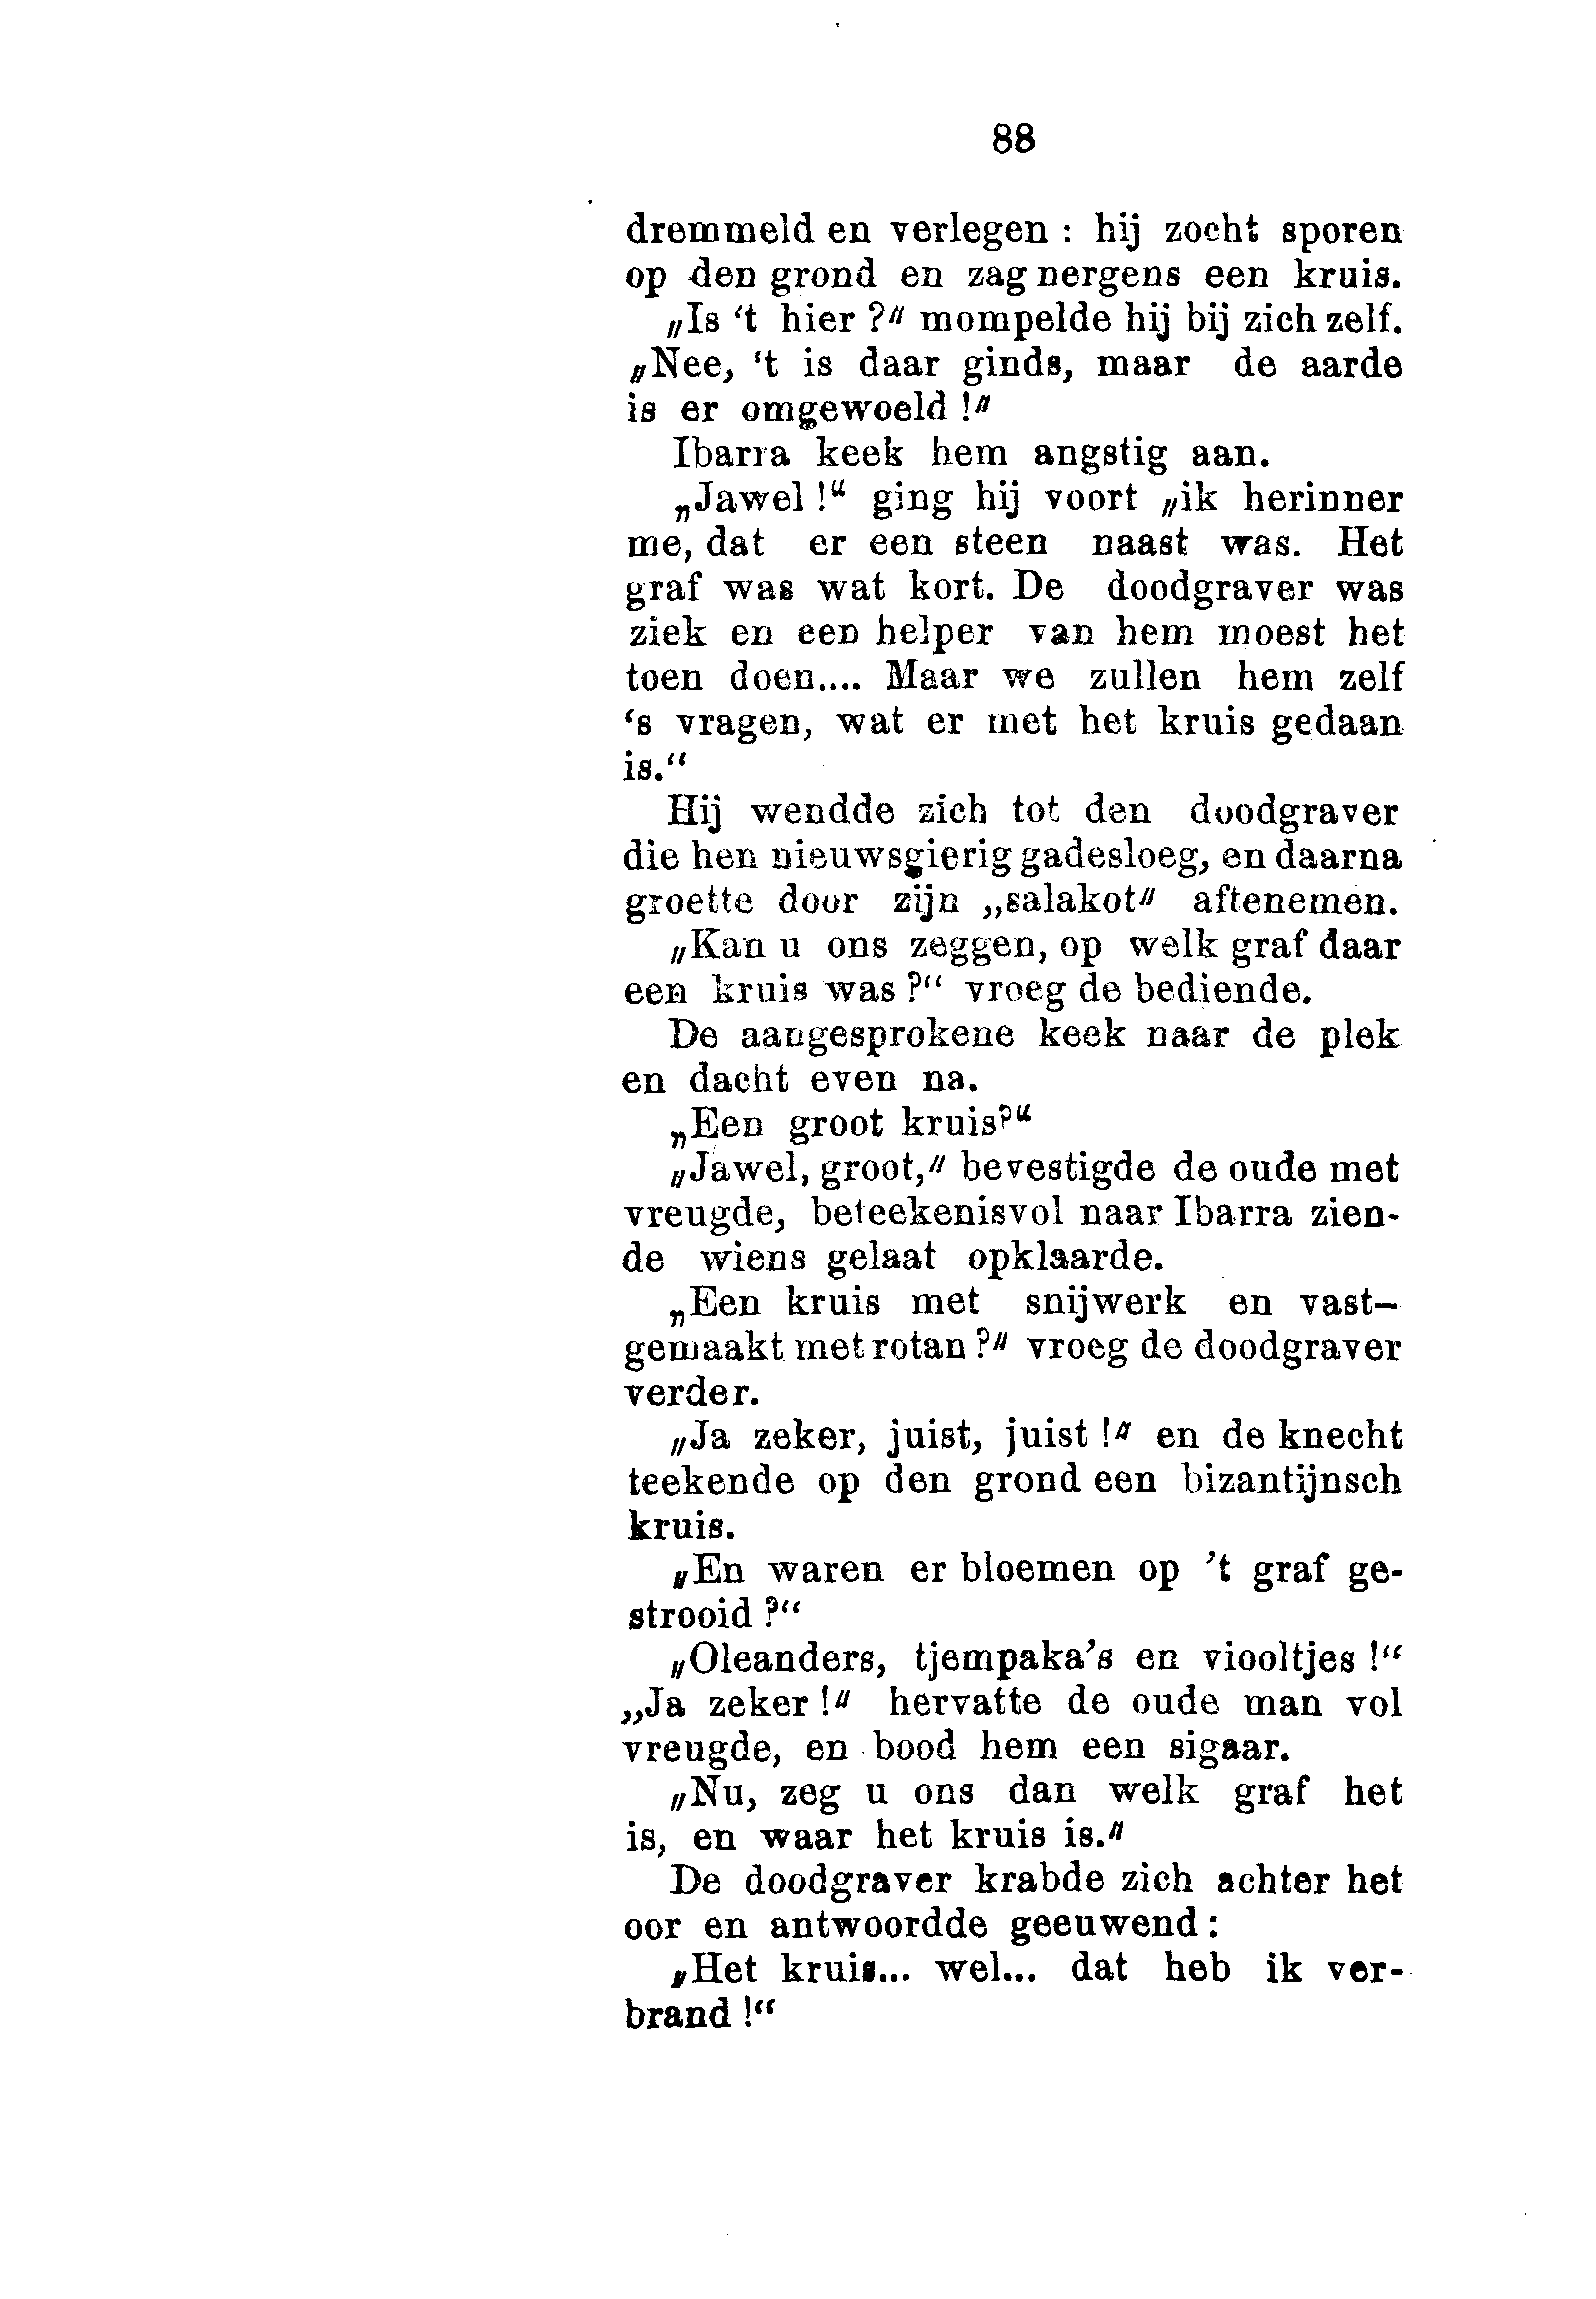 88
dremmeld en verlegen : hij zocht sporen
op den grond en zag nergens een kruis.
„Is ‘t hier ?" mompelde hij bij zich zelf.
„Nee, ‘t is daar ginds, maar de aarde
is er omgewoeld !"
Ibarra keek hem angstig aan.
„Jawel !“ ging hij voort „ik herinner
me, dat er een steen naast was. Het
graf was wat kort. De doodgraver was
ziek en een helper van hem moest het
toen doen.... Maar we zullen hem zelf
‘s vragen, wat er met het kruis gedaan
is.“
Hij wendde zich tot den doodgraver
die hen nieuwsgierig gadesloeg, en daarna
groette door zijn „salakot" aftenemen.
„Kan u ons zeggen, op welk graf daar
een kruis was ?“ vroeg de bediende.
De aangesprokene keek naar de plek
en dacht even na.
„Een groot kruis?“
„Jawel, groot," bevestigde de oude met
vreugde, beteekenisvol naar Ibarra zien-
de wiens gelaat opklaarde.
„Een kruis met snijwerk en vast-
gemaakt met rotan ?" vroeg de doodgraver
verder.
„Ja zeker, juist, juist !" en de knecht
teekende op den grond een bizantijnsch
kruis.
„En waren er bloemen op ’t graf ge-
strooid ?“
„Oleanders, tjempaka’s en viooltjes !“
„Ja zeker !" hervatte de oude man vol
vreugde, en bood hem een sigaar.
„Nu, zeg u ons dan welk graf het
is, en waar het kruis is."
De doodgraver krabde zich achter het
oor en antwoordde geeuwend :
„Het kruis... wel... dat heb ik ver-
brand !“